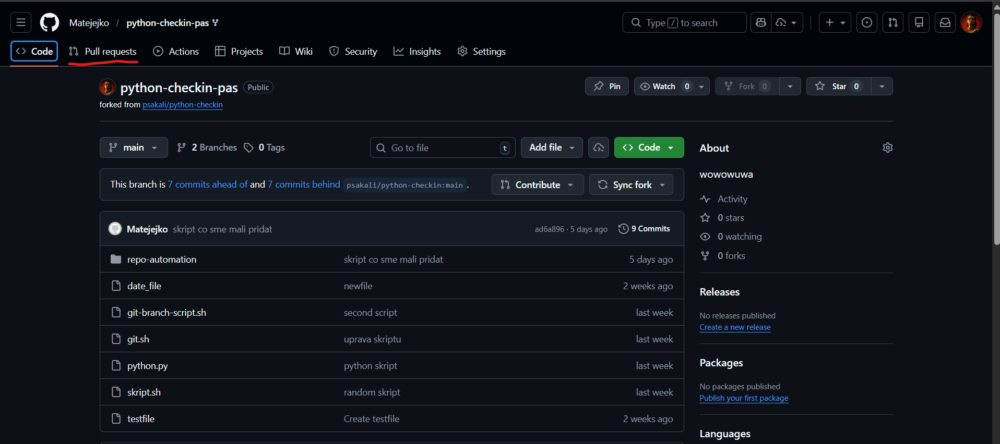 Matejejko / python-checkin-pas
Type / to search
Code
Pull requests
Actions
Projects
Wiki
Security
Insights
Settings
python-checkin-pas Public
forked from psakali/python-checkin
Pin
Watch 0
Fork 0
Star 0
main
2 Branches
0 Tags
Go to file t
Add file
Code
This branch is 7 commits ahead of and 7 commits behind psakali/python-checkin:main .
Contribute
Sync fork
Matejejko skript co sme mali pridat ad6a896 · 5 days ago 9 Commits
repo-automation skript co sme mali pridat 5 days ago
date_file newfile 2 weeks ago
git-branch-script.sh second script last week
git.sh uprava skriptu last week
python.py python skript last week
skript.sh random skript last week
testfile Create testfile 2 weeks ago
About
wowowuwa
Activity
0 stars
0 watching
0 forks
Releases
No releases published
Create a new release
Packages
No packages published
Publish your first package
Languages